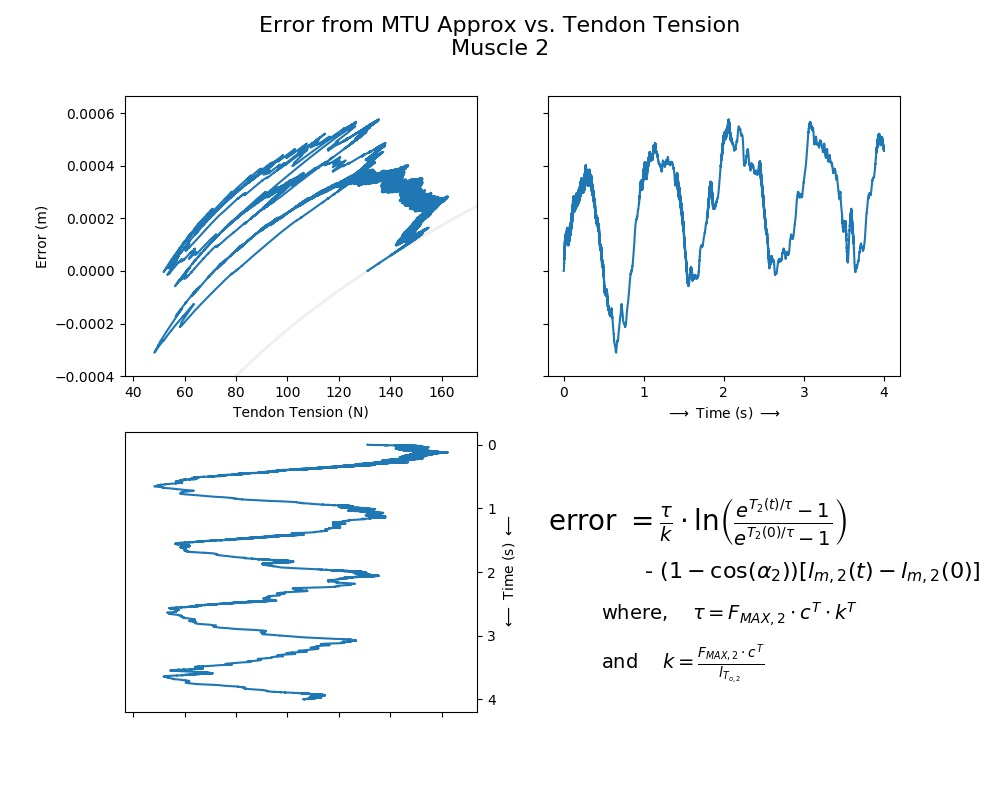 Error from MTU Approx vs. Tendon Tension
Muscle 2
0.0006
0.0004
0.0002
0.0000
−0.0002
−0.0004
Error (m)
40 60 80 100 120 140 160
Tendon Tension (N)
0 1 2 3 4
⟶ Time (s) ⟶
0
1
2
3
4
⟵ Time (s) ⟵
error = τ/k · ln((e^{T₂(t)/τ} − 1)/(e^{T₂(0)/τ} − 1))
- (1 − cos(α₂))[l_{m,2}(t) − l_{m,2}(0)]
where, τ = F_{MAX,2} · c^T · k^T
and k = F_{MAX,2} · c^T / l_{T_{o,2}}